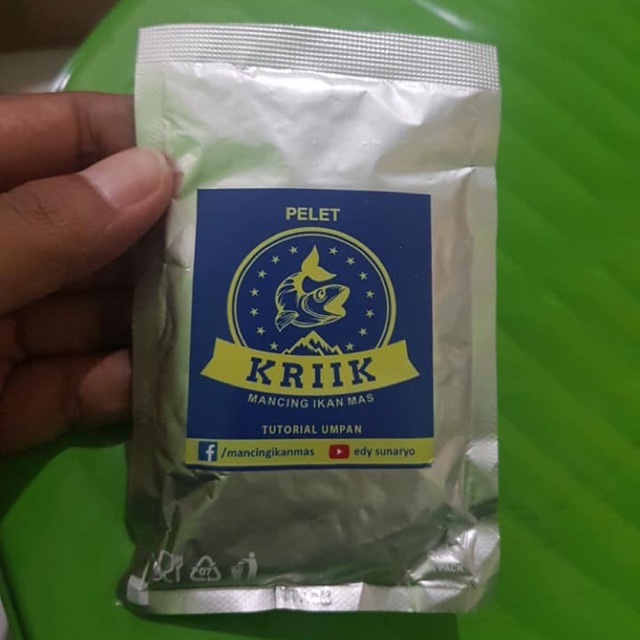 PELET
KRIIK
MANCING IKAN MAS
TUTORIAL UMPAN
/mancingikanmas edy sunaryo